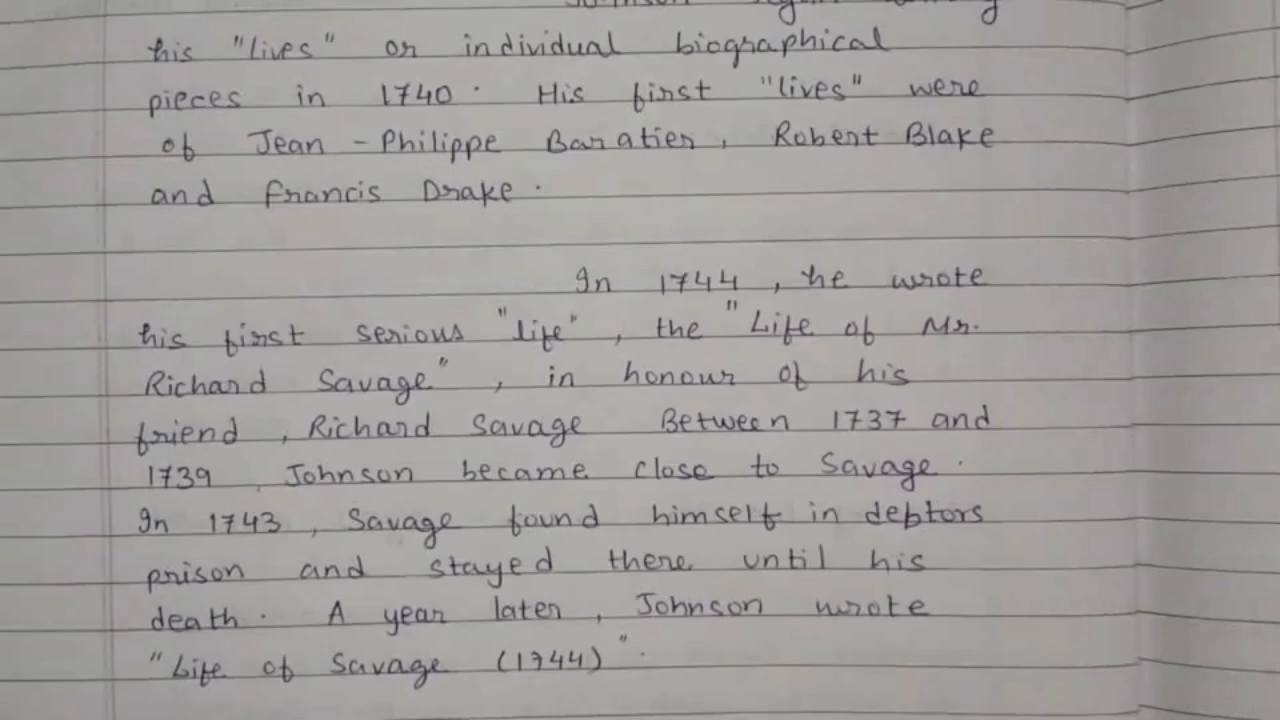 his "lives" or individual biographical
pieces in 1740. His first "lives" were
of Jean-Philippe Baratier, Robert Blake
and Francis Drake.
In 1744, he wrote
his first serious "life", the "Life of Mr.
Richard Savage", in honour of his
friend, Richard Savage Between 1737 and
1739, Johnson became close to Savage.
In 1743, Savage found himself in debtors
prison and stayed there until his
death. A year later, Johnson wrote
"Life of Savage (1744)".